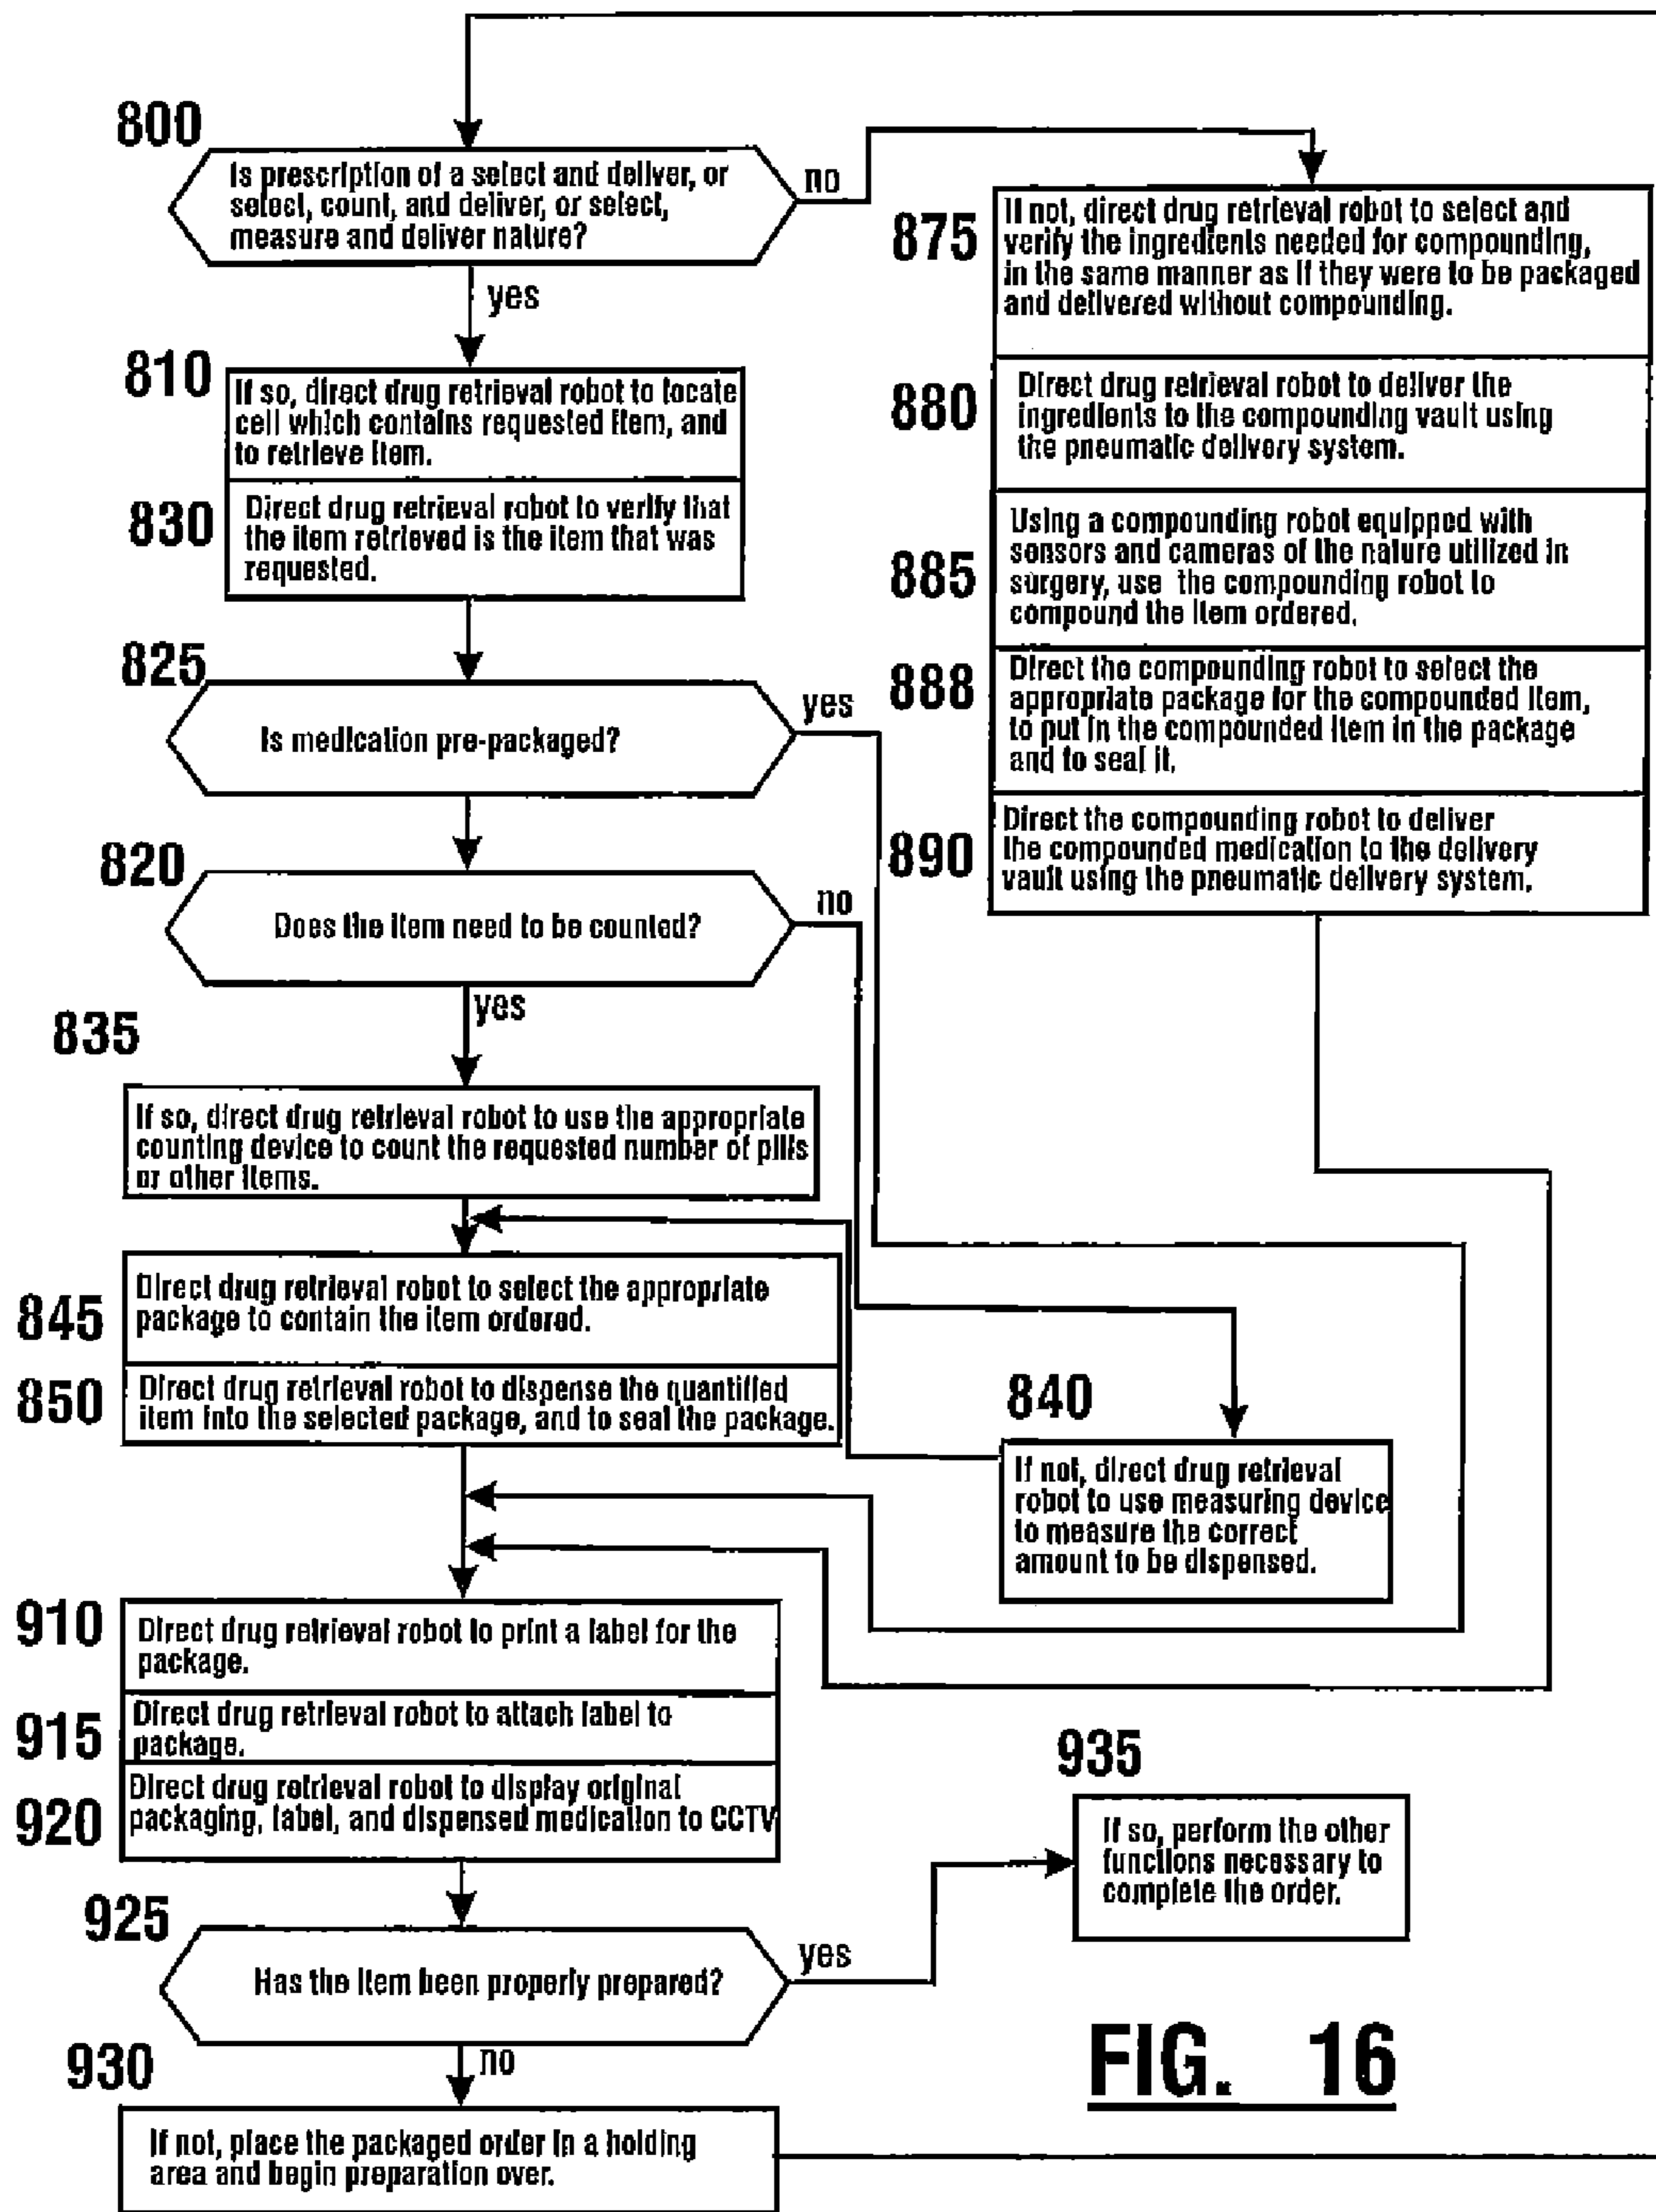 800
Is prescription of a select and deliver, or
select, count, and deliver, or select,
measure and deliver nature?
no
yes
810
If so, direct drug retrieval robot to locate
cell which contains requested item, and
to retrieve item.
830
Direct drug retrieval robot to verify that
the item retrieved is the item that was
requested.
825
Is medication pre-packaged?
yes
820
Does the item need to be counted?
no
yes
835
If so, direct drug retrieval robot to use the appropriate
counting device to count the requested number of pills
or other items.
845
Direct drug retrieval robot to select the appropriate
package to contain the item ordered.
850
Direct drug retrieval robot to dispense the quantified
item into the selected package, and to seal the package.
875
If not, direct drug retrieval robot to select and
verify the ingredients needed for compounding,
in the same manner as if they were to be packaged
and delivered without compounding.
880
Direct drug retrieval robot to deliver the
ingredients to the compounding vault using
the pneumatic delivery system.
885
Using a compounding robot equipped with
sensors and cameras of the nature utilized in
surgery, use the compounding robot to
compound the item ordered.
888
Direct the compounding robot to select the
appropriate package for the compounded item,
to put in the compounded item in the package
and to seal it.
890
Direct the compounding robot to deliver
the compounded medication to the delivery
vault using the pneumatic delivery system.
840
If not, direct drug retrieval
robot to use measuring device
to measure the correct
amount to be dispensed.
910
Direct drug retrieval robot to print a label for the
package.
915
Direct drug retrieval robot to attach label to
package.
920
Direct drug retrieval robot to display original
packaging, label, and dispensed medication to CCTV
925
Has the item been properly prepared?
yes
no
935
If so, perform the other
functions necessary to
complete the order.
930
If not, place the packaged order in a holding
area and begin preparation over.
FIG. 16